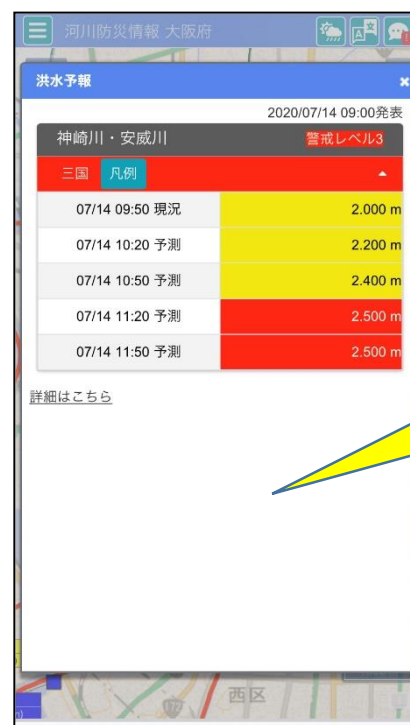 河川防災情報 大阪府
洪水予報
2020/07/14 09:00発表
神崎川・安威川 警戒レベル3
三国 凡例
07/14 09:50 現況 2.000 m
07/14 10:20 予測 2.200 m
07/14 10:50 予測 2.400 m
07/14 11:20 予測 2.500 m
07/14 11:50 予測 2.500 m
詳細はこちら
172
西区